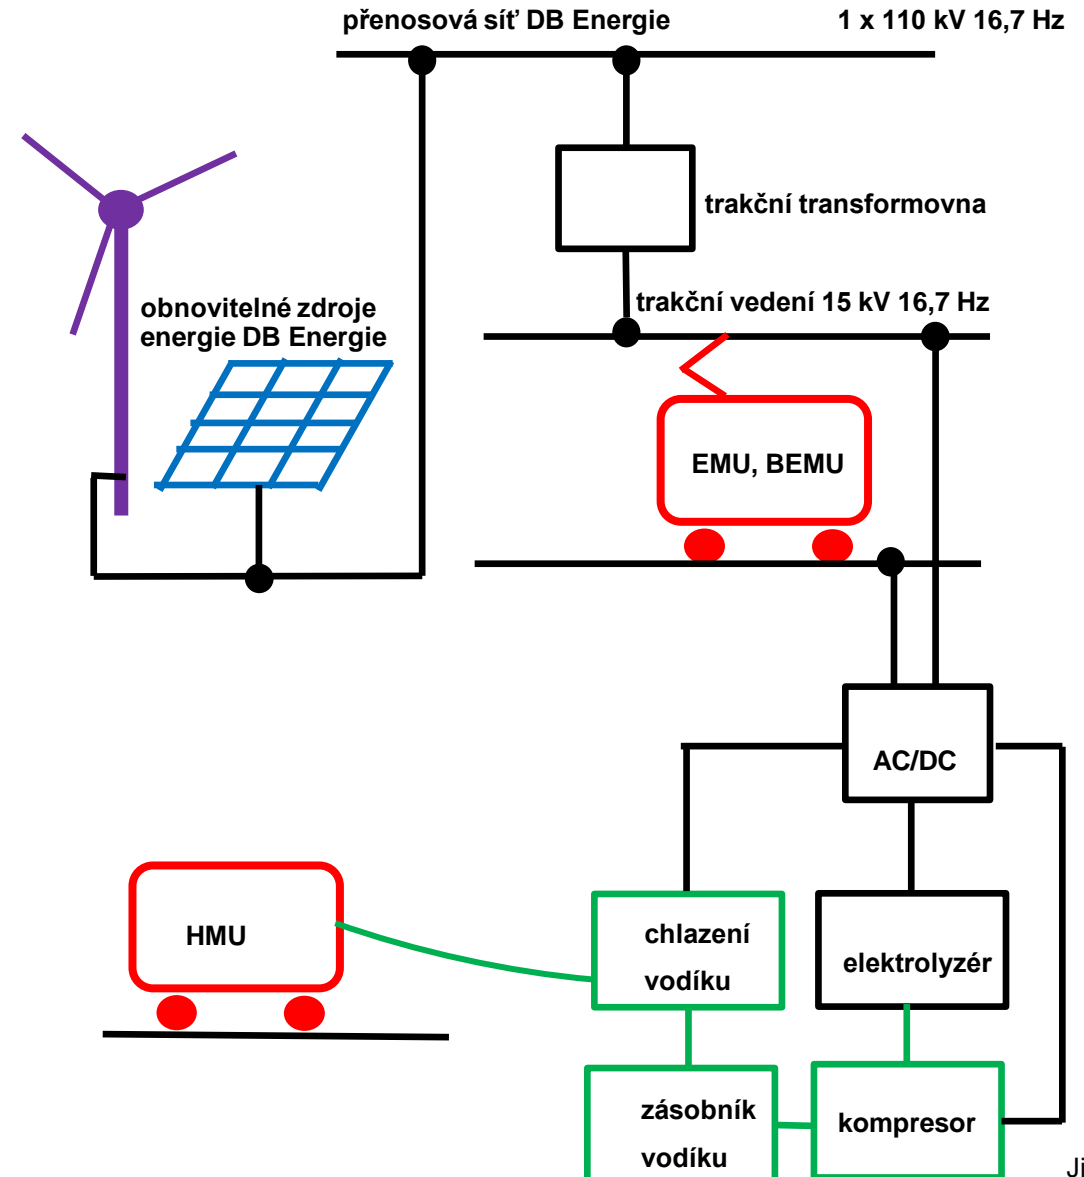 přenosová síť DB Energie
1 x 110 kV 16,7 Hz
trakční transformovna
obnovitelné zdroje
energie DB Energie
trakční vedení 15 kV 16,7 Hz
EMU, BEMU
AC/DC
HMU
chlazení
vodíku
elektrolyzér
zásobník
vodíku
kompresor
Ji